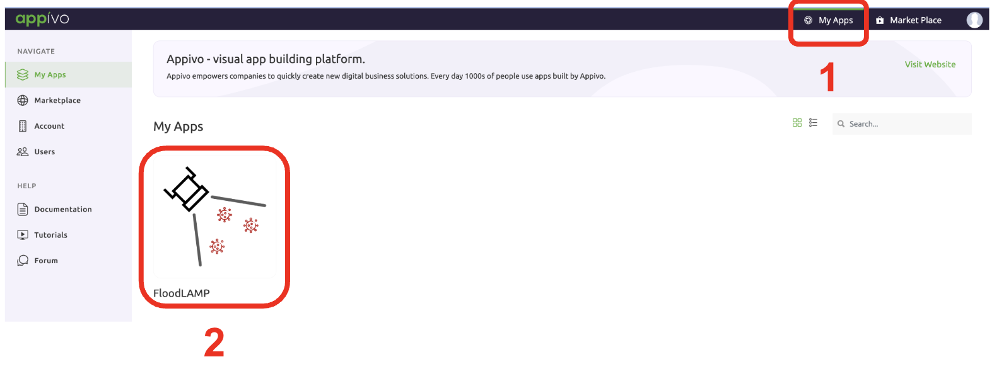 appivo
My Apps
Market Place
NAVIGATE
My Apps
Marketplace
Account
Users
HELP
Documentation
Tutorials
Forum
Appivo - visual app building platform.
Appivo empowers companies to quickly create new digital business solutions. Every day 1000s of people use apps built by Appivo.
Visit Website
1
My Apps
Search...
FloodLAMP
2